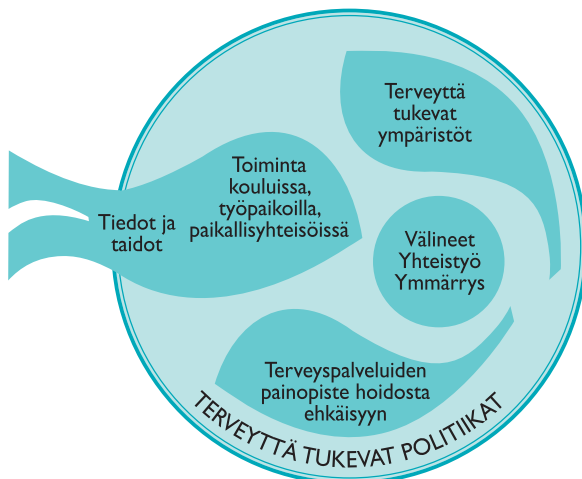 Terveyttä
tukevat
ympäristöt
Toiminta
kouluissa,
työpaikoilla,
paikallisyhteisöissä
Tiedot ja
taidot
Välineet
Yhteistyö
Ymmärrys
Terveyspalveluiden
painopiste hoidosta
ehkäisyyn
TERVEYTTÄ TUKEVAT POLITIIKAT